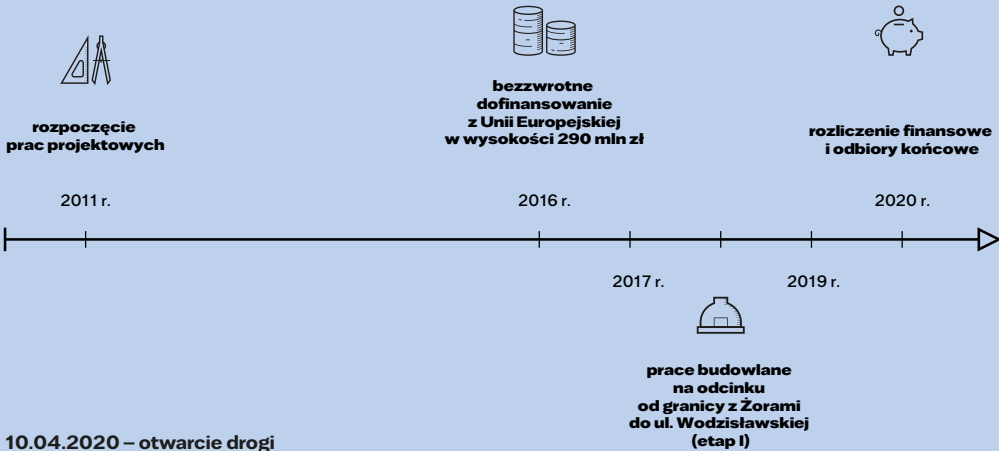 rozpoczęcie
prac projektowych
2011 r.
bezzwrotne
dofinansowanie
z Unii Europejskiej
w wysokości 290 mln zł
2016 r.
rozliczenie finansowe
i odbiory końcowe
2020 r.
2017 r.
2019 r.
prace budowlane
na odcinku
od granicy z Żorami
do ul. Wodzisławskiej
(etap I)
10.04.2020 – otwarcie drogi